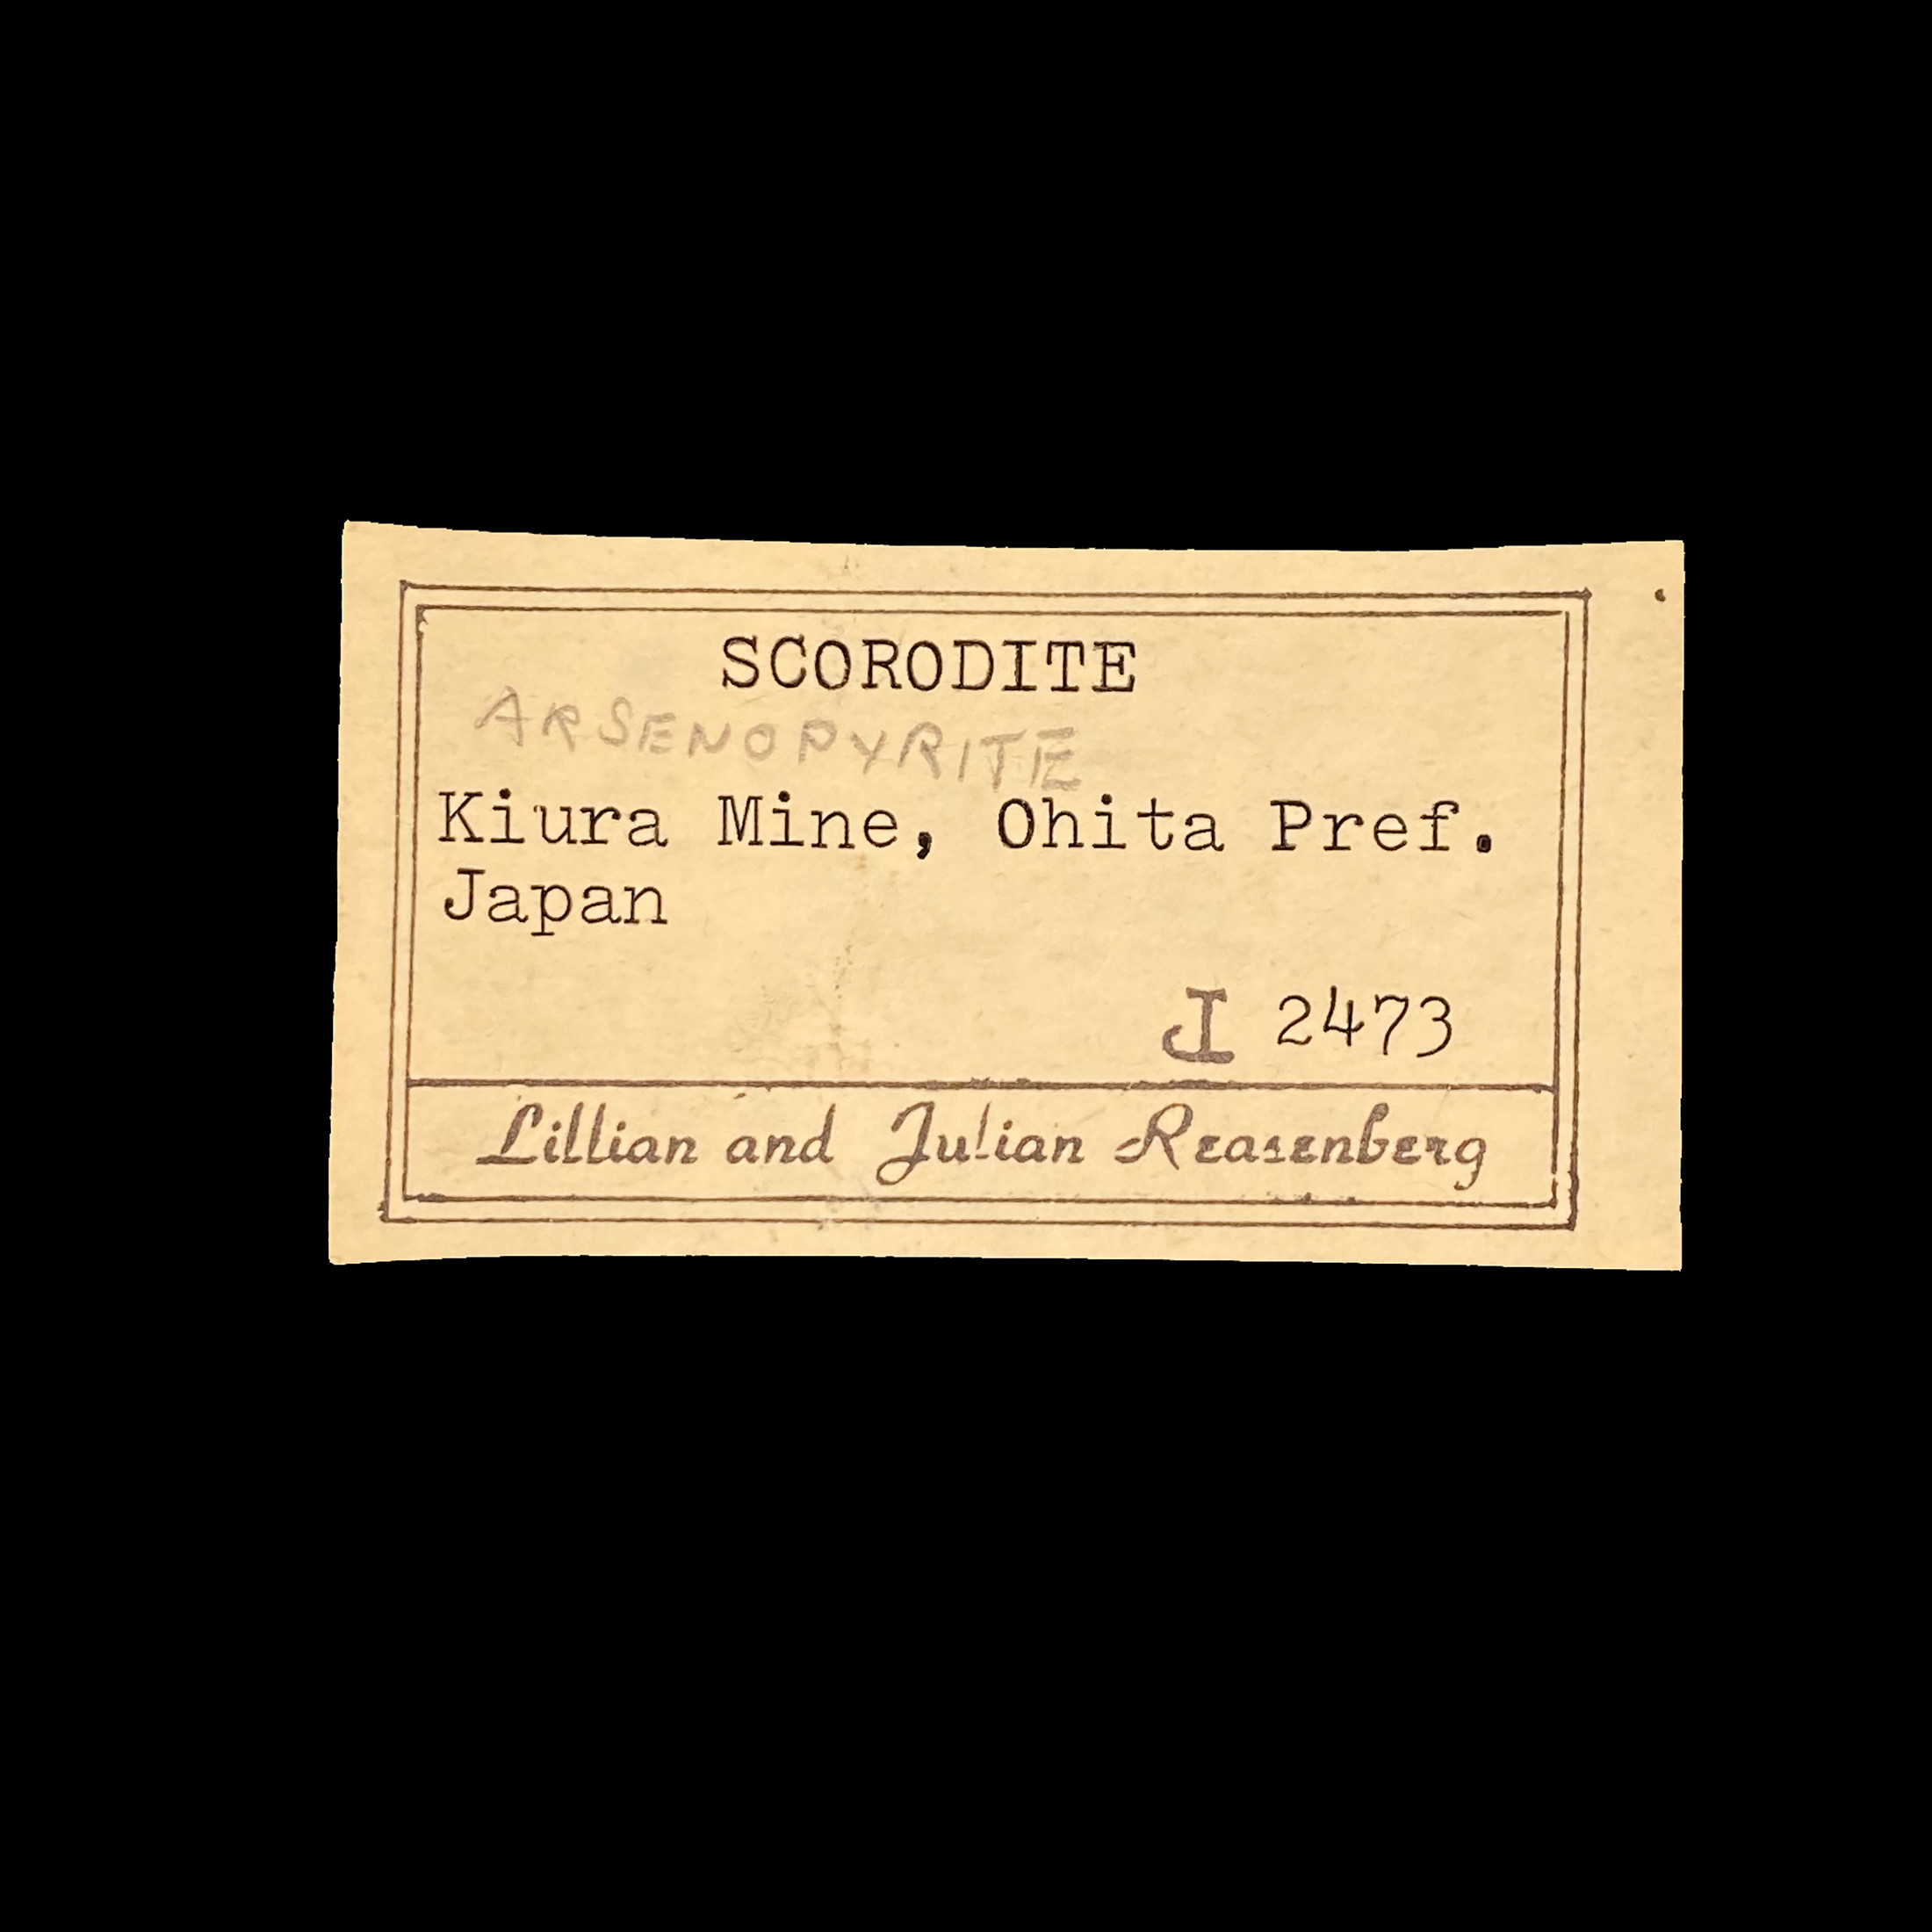 SCORODITE
ARSENOPYRITE
Kiura Mine, Ohita Pref.
Japan
J 2473
Lillian and Julian Reasenberg